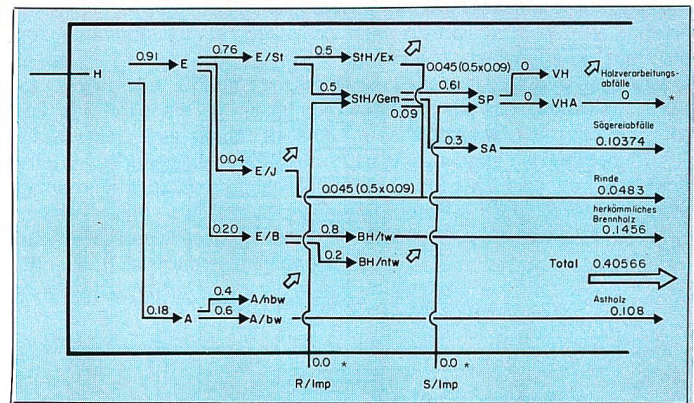 H 0.91 E 0.76 E/St 0.5 StH/Ex 0.045 (0.5x0.09) 0 VH Holzverarbeitungs-
abfälle
0.5 StH/Gem 0.61 SP 0 VHA 0 *
0.09
Sägereiabfälle
0.3 SA 0.10374
0.04 E/J
0.045 (0.5x0.09) Rinde
0.0483
herkömmliches
Brennholz
0.20 E/B 0.8 BH/tw 0.1456
0.2 BH/ntw
Total 0.40566
0.4 A/nbw
Astholz
0.18 A 0.6 A/bw 0.108
0.0 * 0.0 *
R/Imp S/Imp